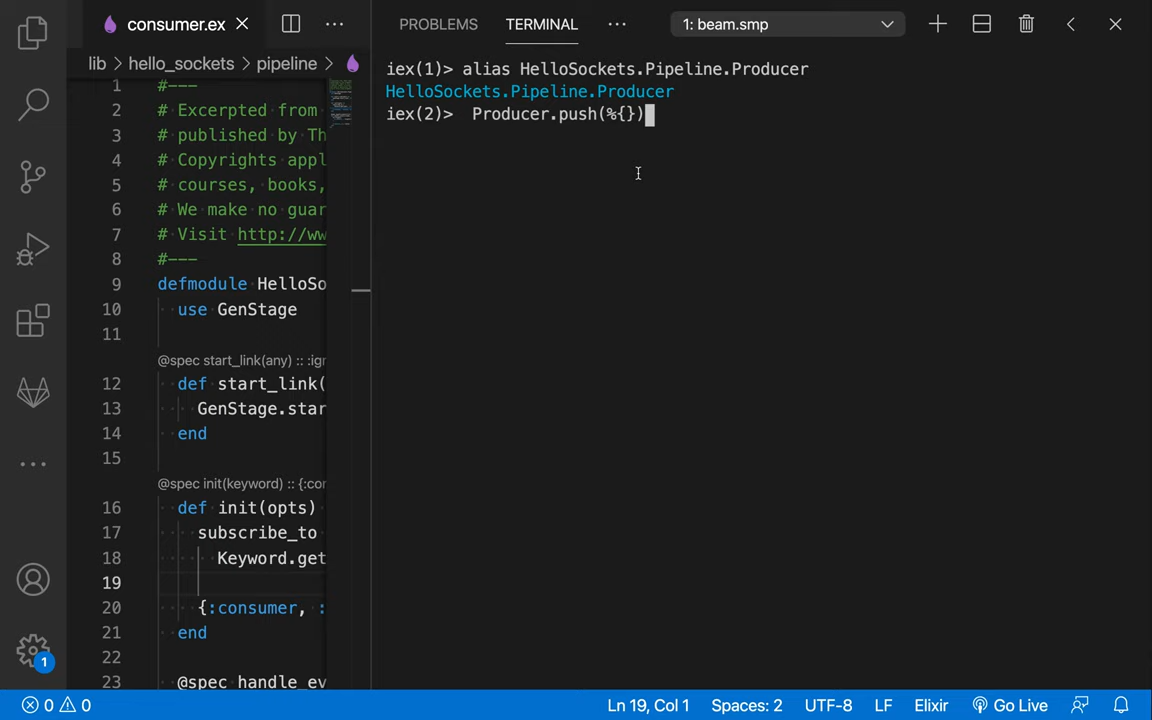 consumer.ex
PROBLEMS TERMINAL 1: beam.smp
lib hello_sockets pipeline
1 #---
2 # Excerpted from
3 # published by Th
4 # Copyrights appl
5 # courses, books,
6 # We make no guar
7 # Visit http://ww
8 #---
9 defmodule HelloSo
10 use GenStage
11
@spec start_link(any) :: :ign
12 def start_link(
13 GenStage.star
14 end
15
@spec init(keyword) :: {:cor
16 def init(opts)
17 subscribe_to
18 Keyword.get
19
20 {:consumer, :
21 end
22
23 @spec handle_ev
iex(1)> alias HelloSockets.Pipeline.Producer
HelloSockets.Pipeline.Producer
iex(2)>  Producer.push(%{})
1
0 0 Ln 19, Col 1 Spaces: 2 UTF-8 LF Elixir Go Live